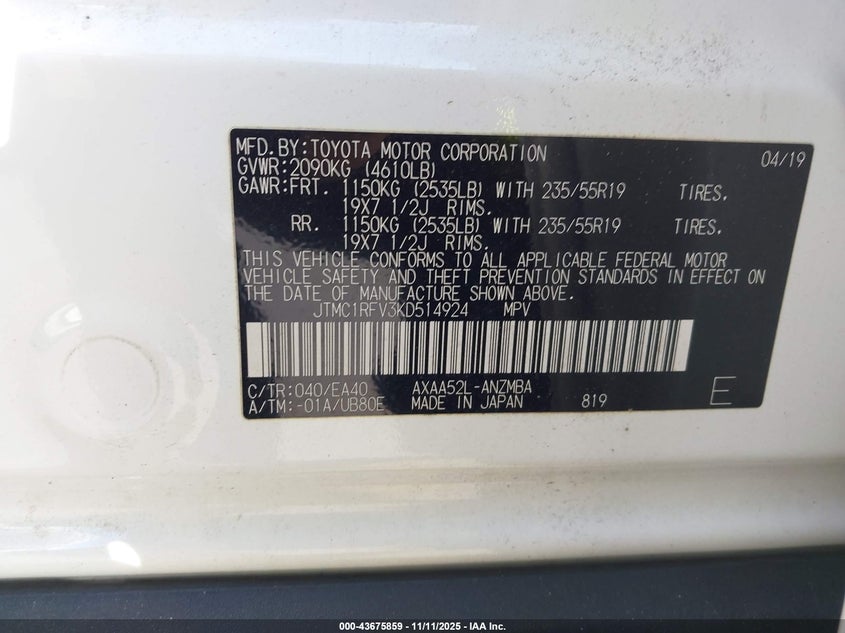 MFD.BY:TOYOTA MOTOR CORPORATION 04/19
GVWR:2090KG (4610LB)
GAWR:FRT. 1150KG (2535LB) WITH 235/55R19 TIRES.
19X7 1/2J RIMS.
RR. 1150KG (2535LB) WITH 235/55R19 TIRES.
19X7 1/2J RIMS.
THIS VEHICLE CONFORMS TO ALL APPLICABLE FEDERAL MOTOR
VEHICLE SAFETY AND THEFT PREVENTION STANDARDS IN EFFECT ON
THE DATE OF MANUFACTURE SHOWN ABOVE.
JTMC1RFV3KD514924 MPV
C/TR:040/EA40 AXAA52L-ANZMBA
A/TM:-01A/UB80E MADE IN JAPAN 819 E
000-43675859 - 11/11/2025 - IAA Inc.